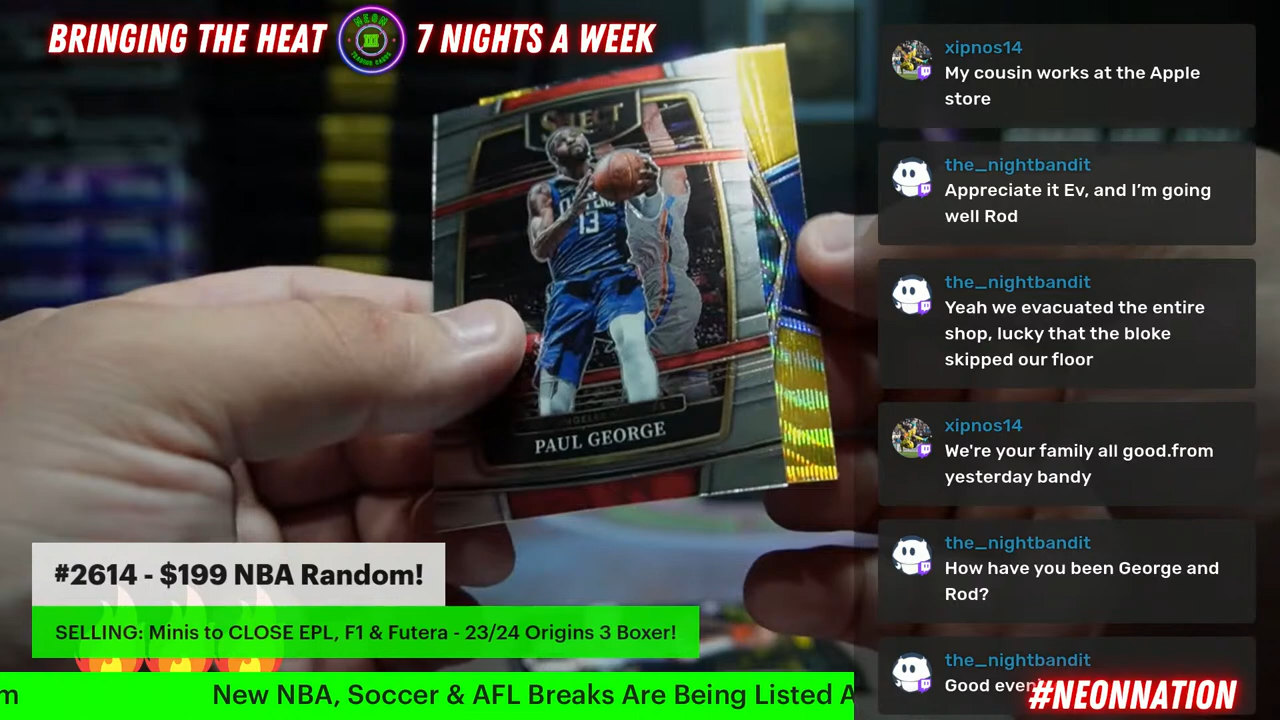 BRINGING THE HEAT
NEON
TRADING CARDS
7 NIGHTS A WEEK
SELECT
13
PAUL GEORGE
#2614 - $199 NBA Random!
SELLING: Minis to CLOSE EPL, F1 & Futera - 23/24 Origins 3 Boxer!
m New NBA, Soccer & AFL Breaks Are Being Listed A
xipnos14
My cousin works at the Apple
store
the_nightbandit
Appreciate it Ev, and I’m going
well Rod
the_nightbandit
Yeah we evacuated the entire
shop, lucky that the bloke
skipped our floor
xipnos14
We're your family all good.from
yesterday bandy
the_nightbandit
How have you been George and
Rod?
the_nightbandit
Good even
#NEONNATION